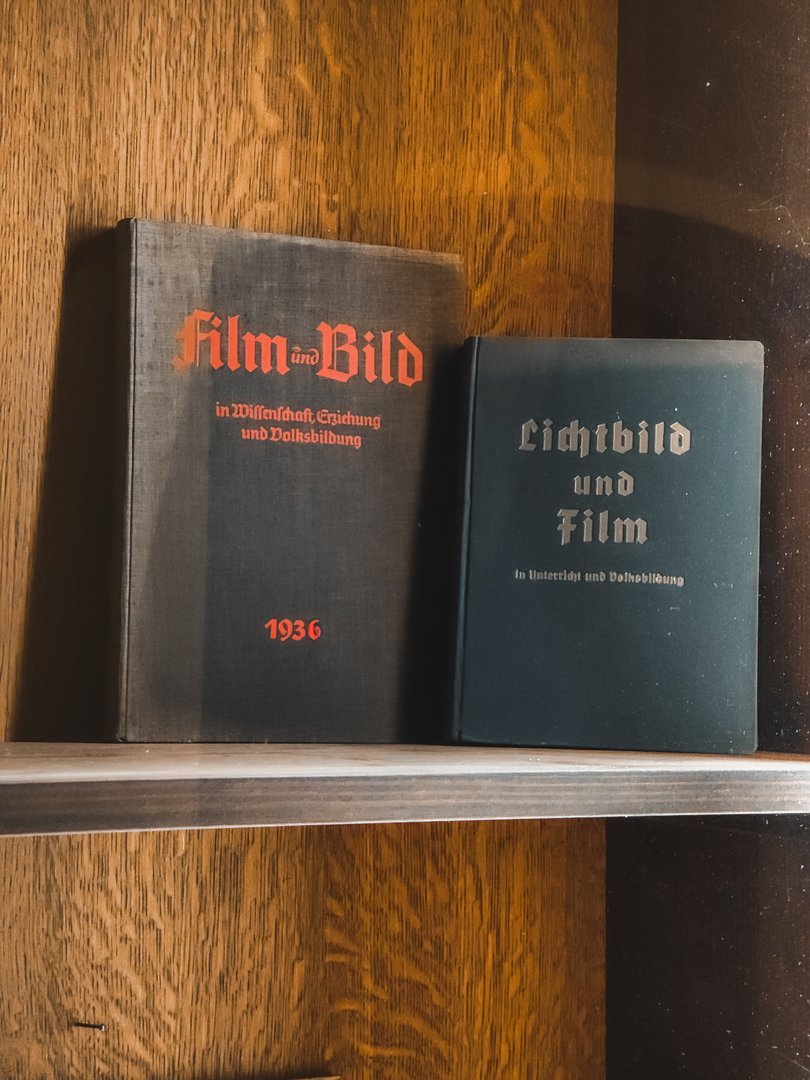 Film und Bild
in Wiſſenſchaft, Erziehung
und Volksbildung
1936
Lichtbild
und
Film
in Unterricht und Volksbildung